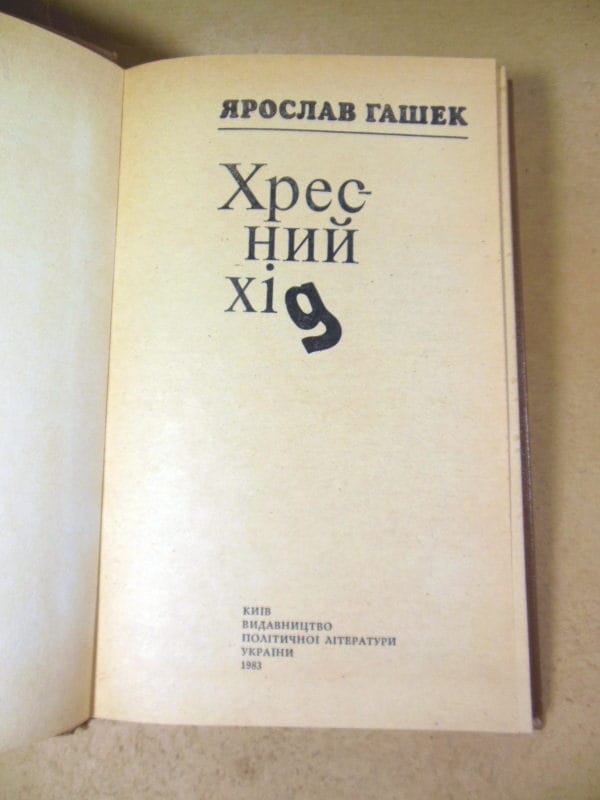 ЯРОСЛАВ ГАШЕК
Хрес-
ний
хід
КИЇВ
ВИДАВНИЦТВО
ПОЛІТИЧНОЇ ЛІТЕРАТУРИ
УКРАЇНИ
1983